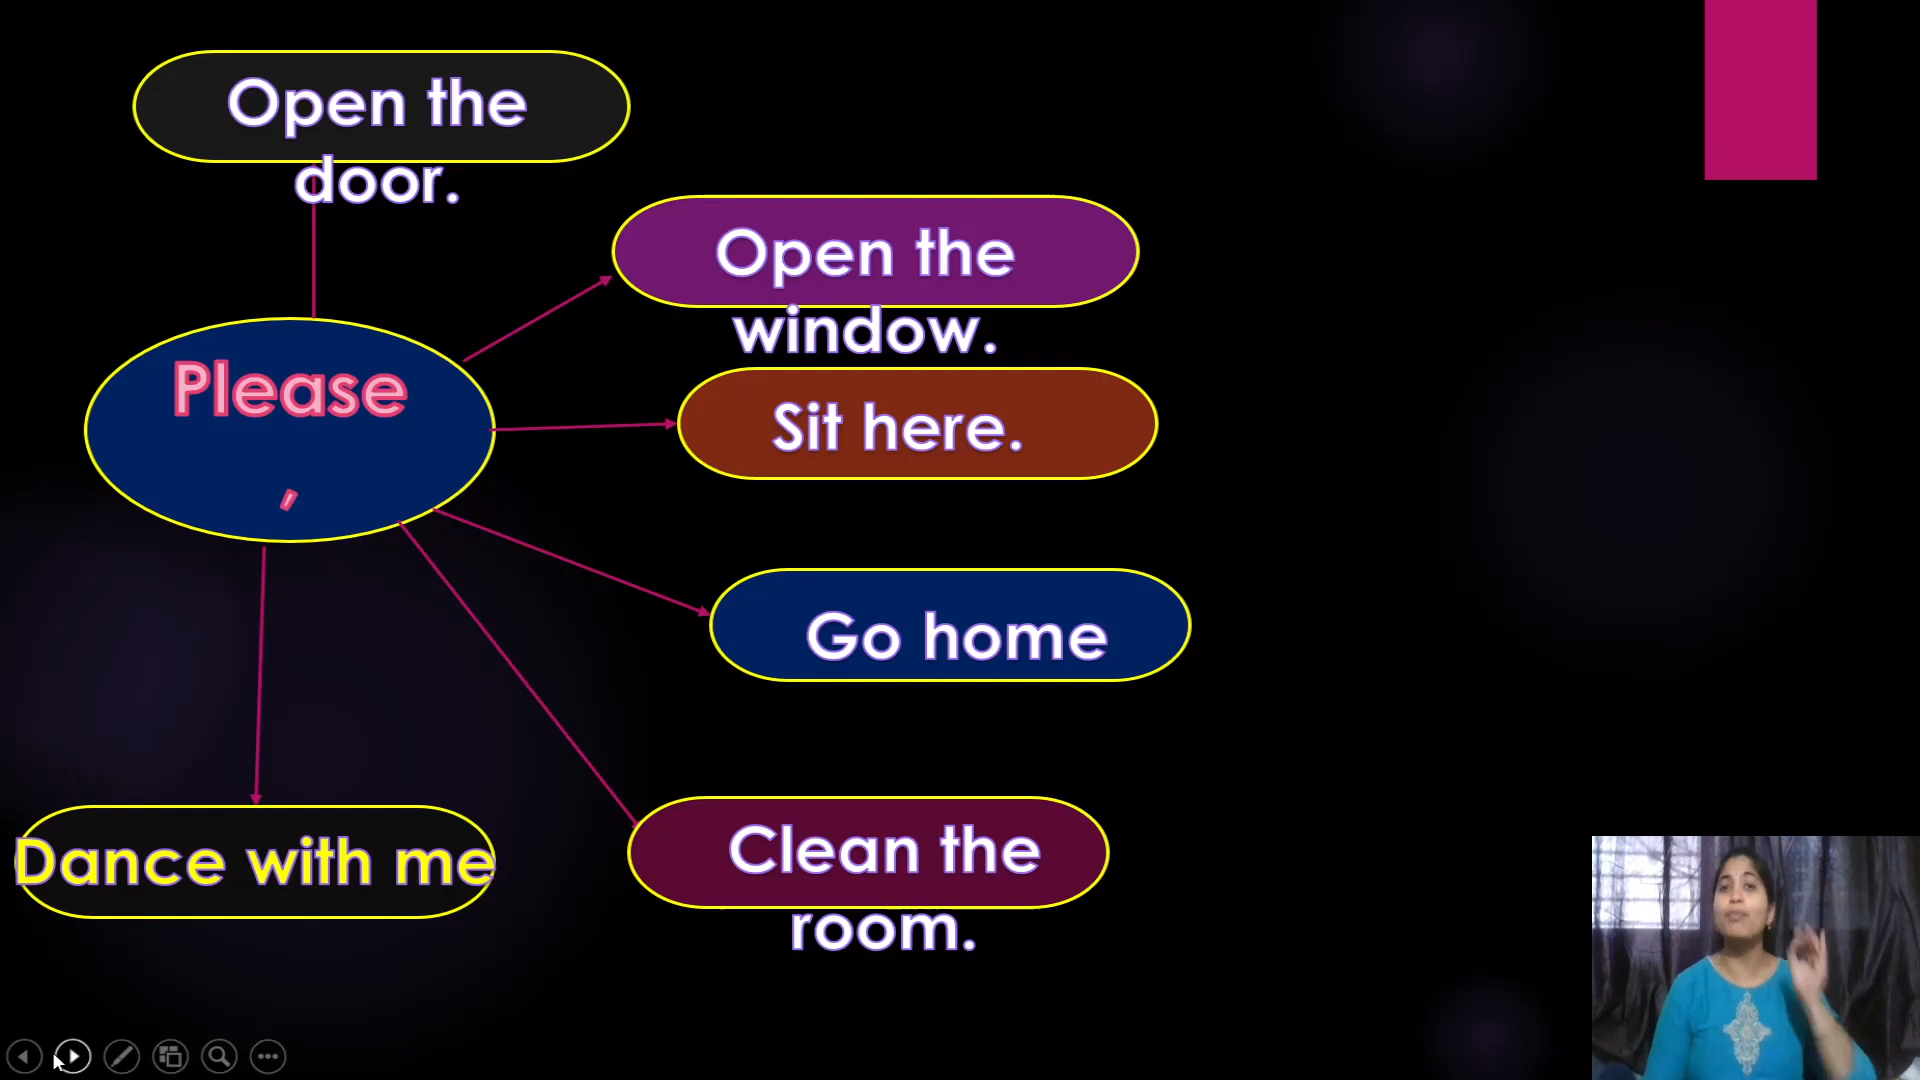 Open the
door.
Open the
window.
Please
,
Sit here.
Go home
Dance with me
Clean the
room.